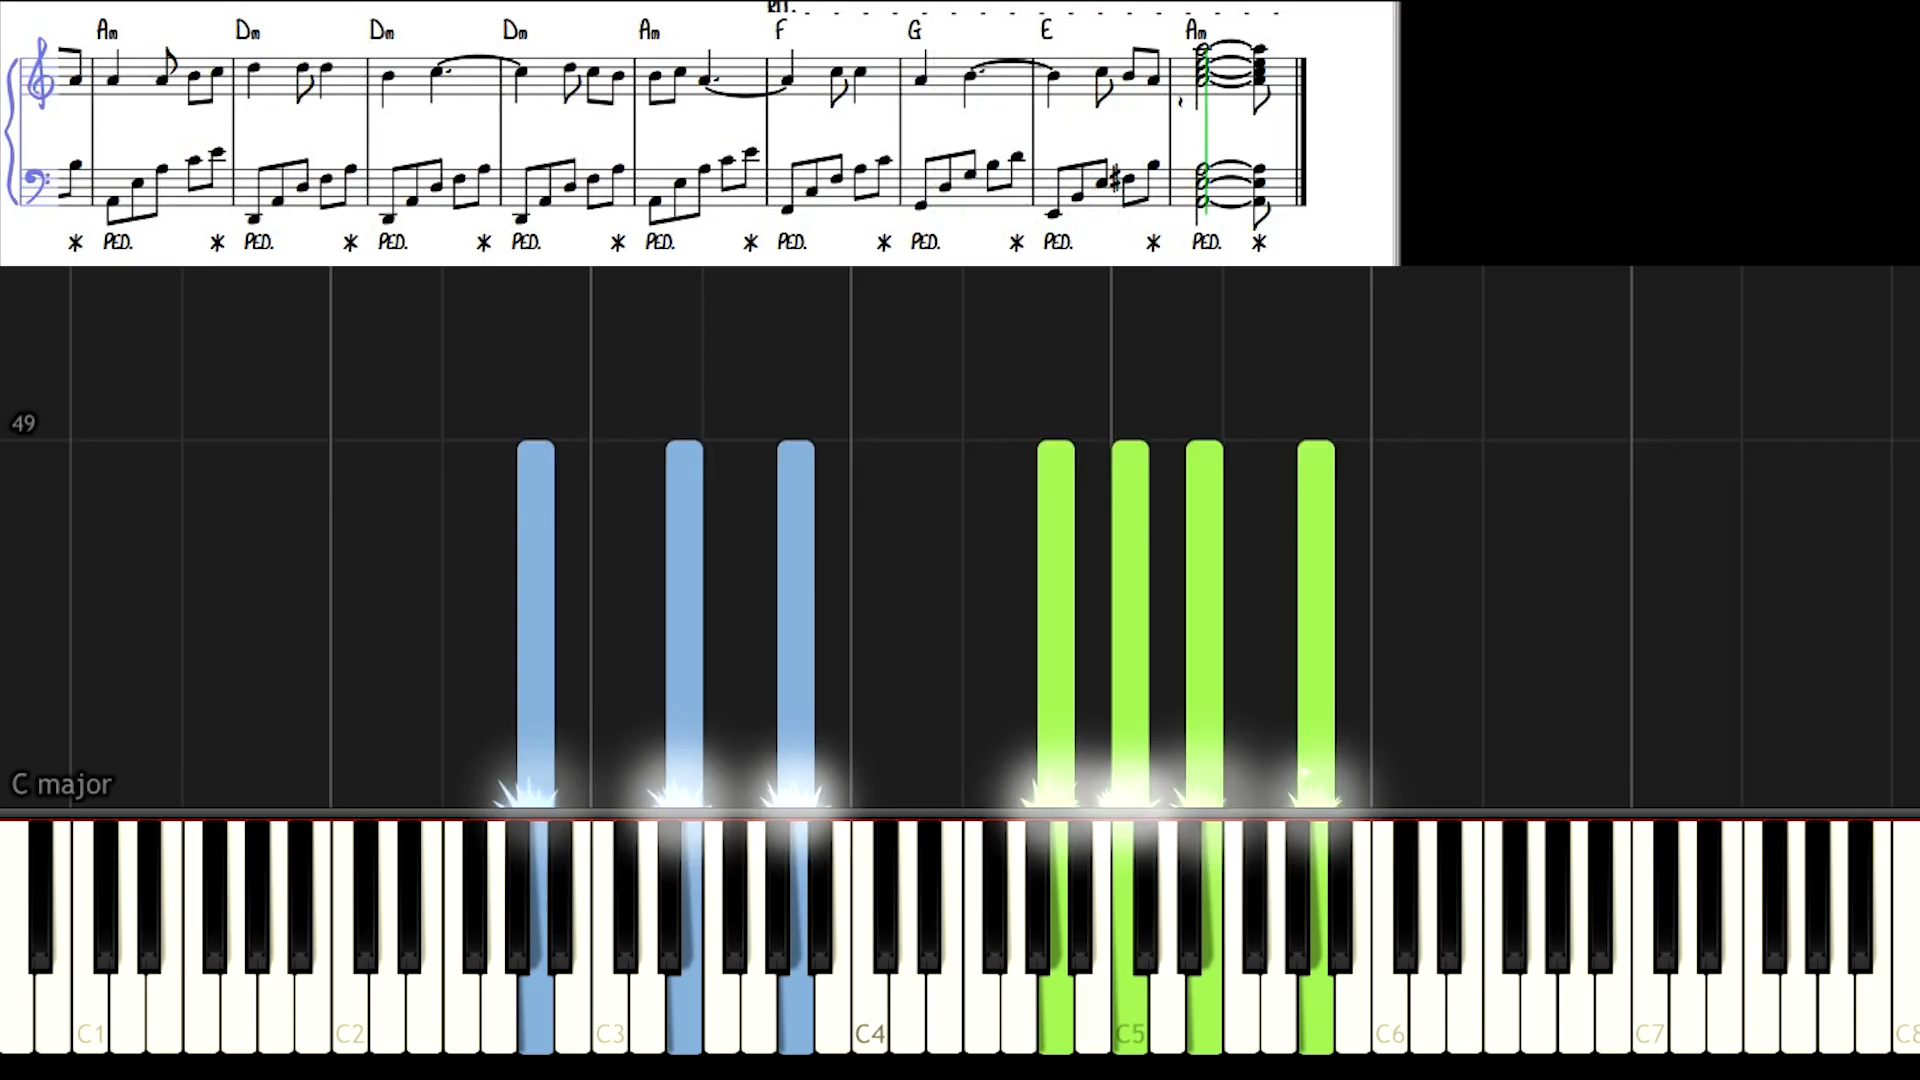 rit.
Am Dm Dm Dm Am F G E Am
* PED. * PED. * PED. * PED. * PED. * PED. * PED. * PED. * PED. *
49
C major
C1 C2 C3 C4 C5 C6 C7 C8